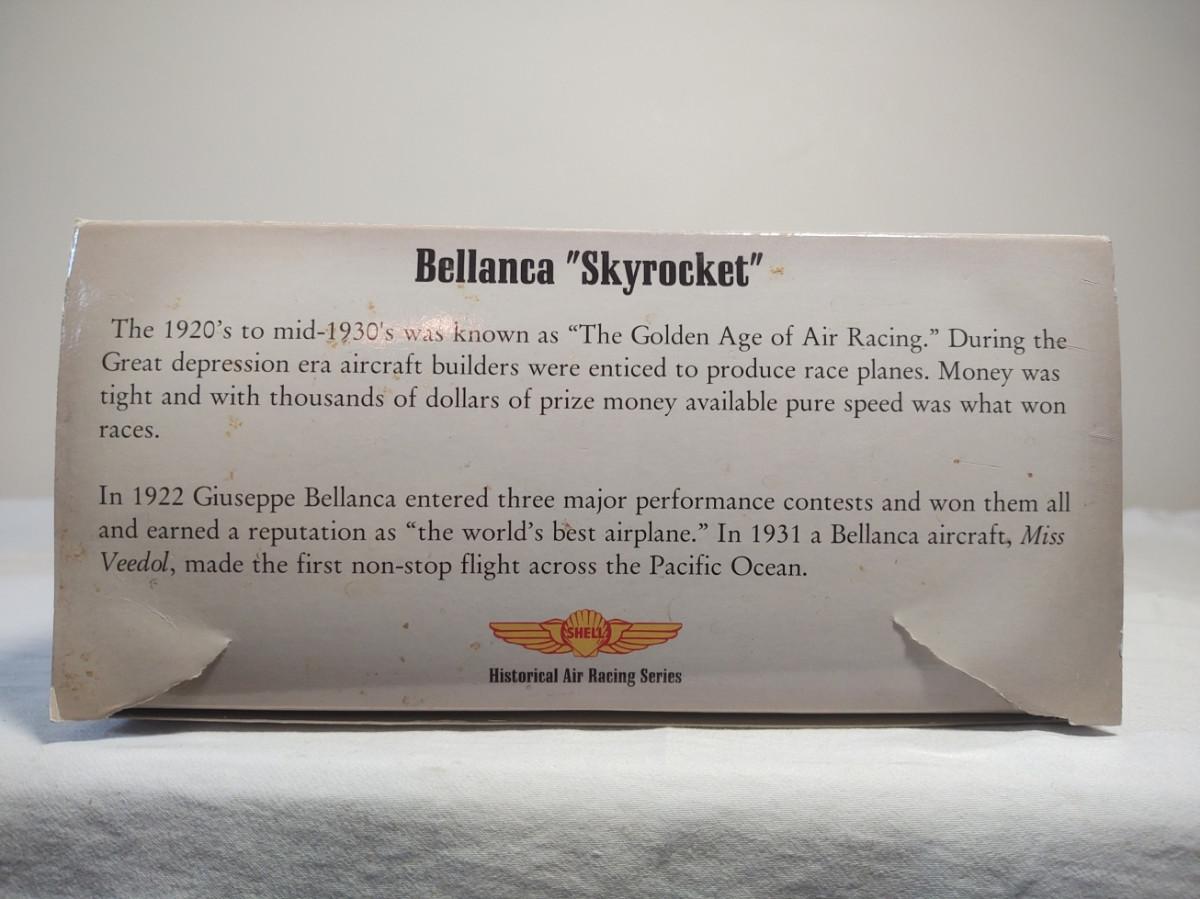 Bellanca "Skyrocket"
The 1920's to mid-1930's was known as “The Golden Age of Air Racing.” During the
Great depression era aircraft builders were enticed to produce race planes. Money was
tight and with thousands of dollars of prize money available pure speed was what won
races.
In 1922 Giuseppe Bellanca entered three major performance contests and won them all
and earned a reputation as “the world's best airplane.” In 1931 a Bellanca aircraft, Miss
Veedol, made the first non-stop flight across the Pacific Ocean.
SHELL
Historical Air Racing Series